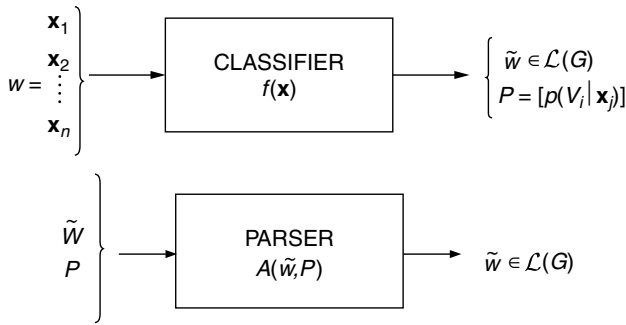 w = x₁ x₂ ⋮ xₙ
CLASSIFIER
f(x)
w̃ ∈ ℒ(G)
P = [p(Vᵢ | xⱼ)]
W̃
P
PARSER
A(w̃,P)
w̃ ∈ ℒ(G)